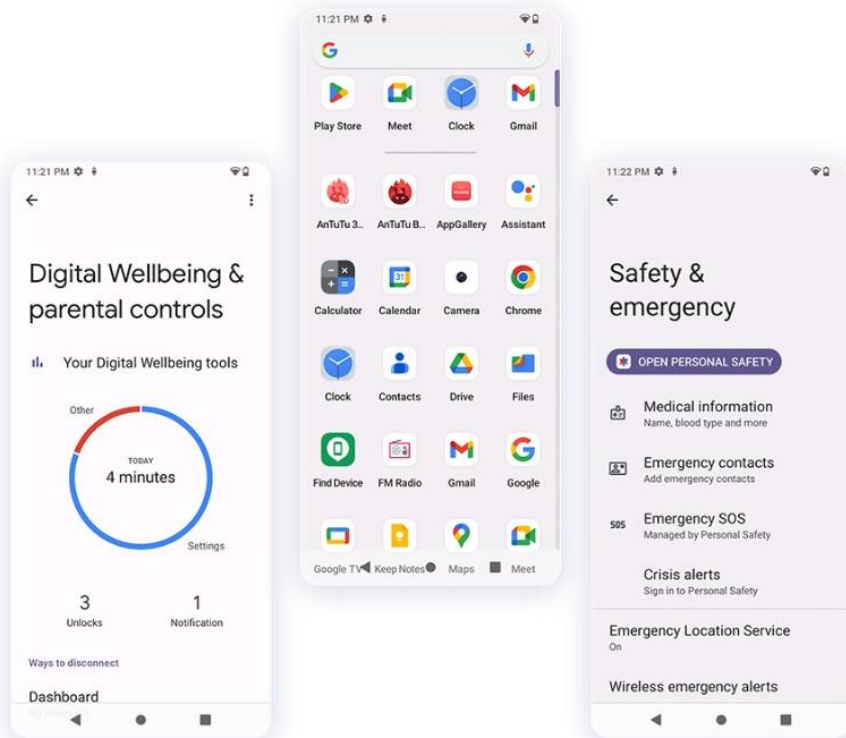 11:21 PM
Digital Wellbeing &
parental controls
Your Digital Wellbeing tools
Other
TODAY
4 minutes
Settings
3
1
Unlocks
Notification
Ways to disconnect
Dashboard
11:21 PM
Play Store
Meet
Clock
Gmail
31
AnTuTu 3...
AnTuTu B...
AppGallery
Assistant
Calculator
Calendar
Camera
Chrome
Clock
Contacts
Drive
Files
Find Device
FM Radio
Gmail
Google
Google TV
Keep Notes
Maps
Meet
11:22 PM
Safety &
emergency
OPEN PERSONAL SAFETY
Medical information
Name, blood type and more
Emergency contacts
Add emergency contacts
SOS
Emergency SOS
Managed by Personal Safety
Crisis alerts
Sign in to Personal Safety
Emergency Location Service
On
Wireless emergency alerts